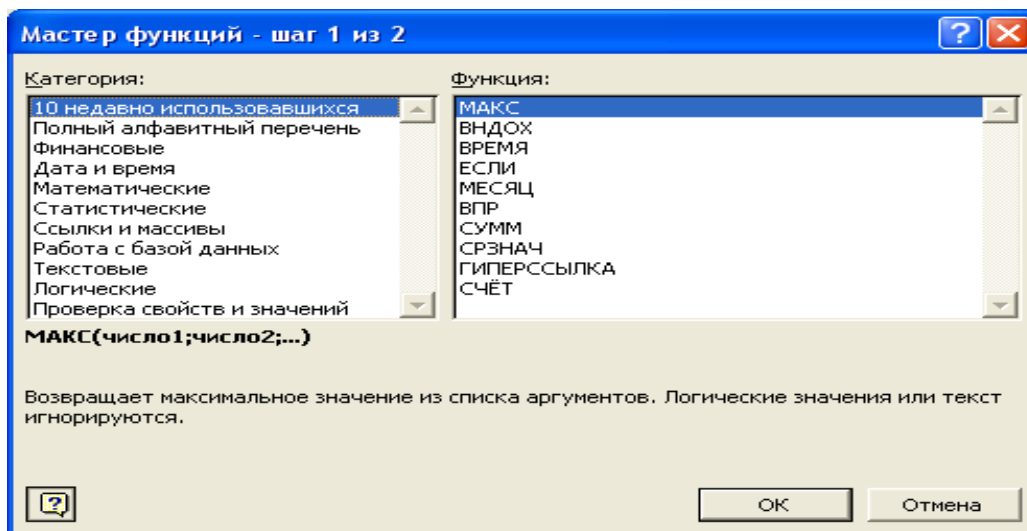 Мастер функций - шаг 1 из 2
Категория:
10 недавно использовавшихся
Полный алфавитный перечень
Финансовые
Дата и время
Математические
Статистические
Ссылки и массивы
Работа с базой данных
Текстовые
Логические
Проверка свойств и значений
Функция:
МАКС
ВНДОХ
ВРЕМЯ
ЕСЛИ
МЕСЯЦ
ВПР
СУММ
СРЗНАЧ
ГИПЕРССЫЛКА
СЧЁТ
МАКС(число1;число2;...)
Возвращает максимальное значение из списка аргументов. Логические значения или текст
игнорируются.
ОК
Отмена